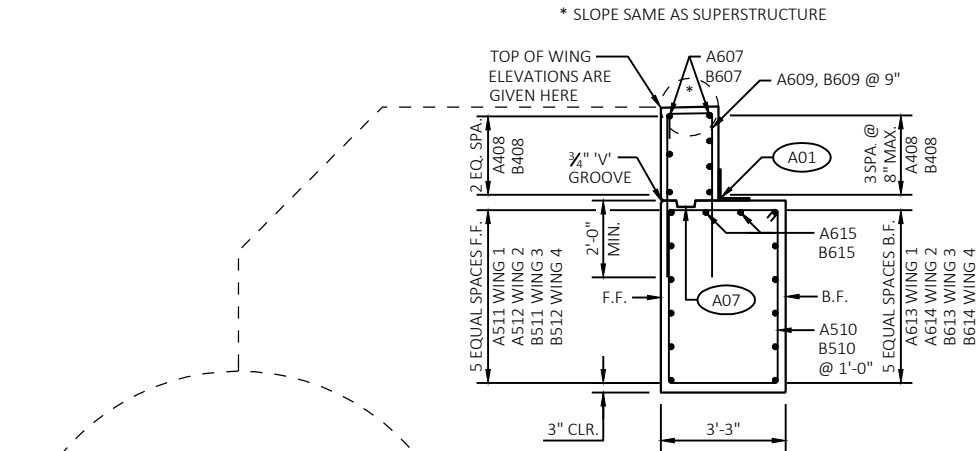 * SLOPE SAME AS SUPERSTRUCTURE
TOP OF WING
ELEVATIONS ARE
GIVEN HERE
A607
B607
*
A609, B609 @ 9"
2 EQ. SPA.
A408
B408
¾" 'V'
GROOVE
A01
3 SPA. @
8" MAX.
A408
B408
2'-0"
MIN.
A615
B615
5 EQUAL SPACES F.F.
A511 WING 1
A512 WING 2
B511 WING 3
B512 WING 4
F.F.
A07
B.F.
A510
B510
@ 1'-0"
5 EQUAL SPACES B.F.
A613 WING 1
A614 WING 2
B613 WING 3
B614 WING 4
3" CLR.
3'-3"